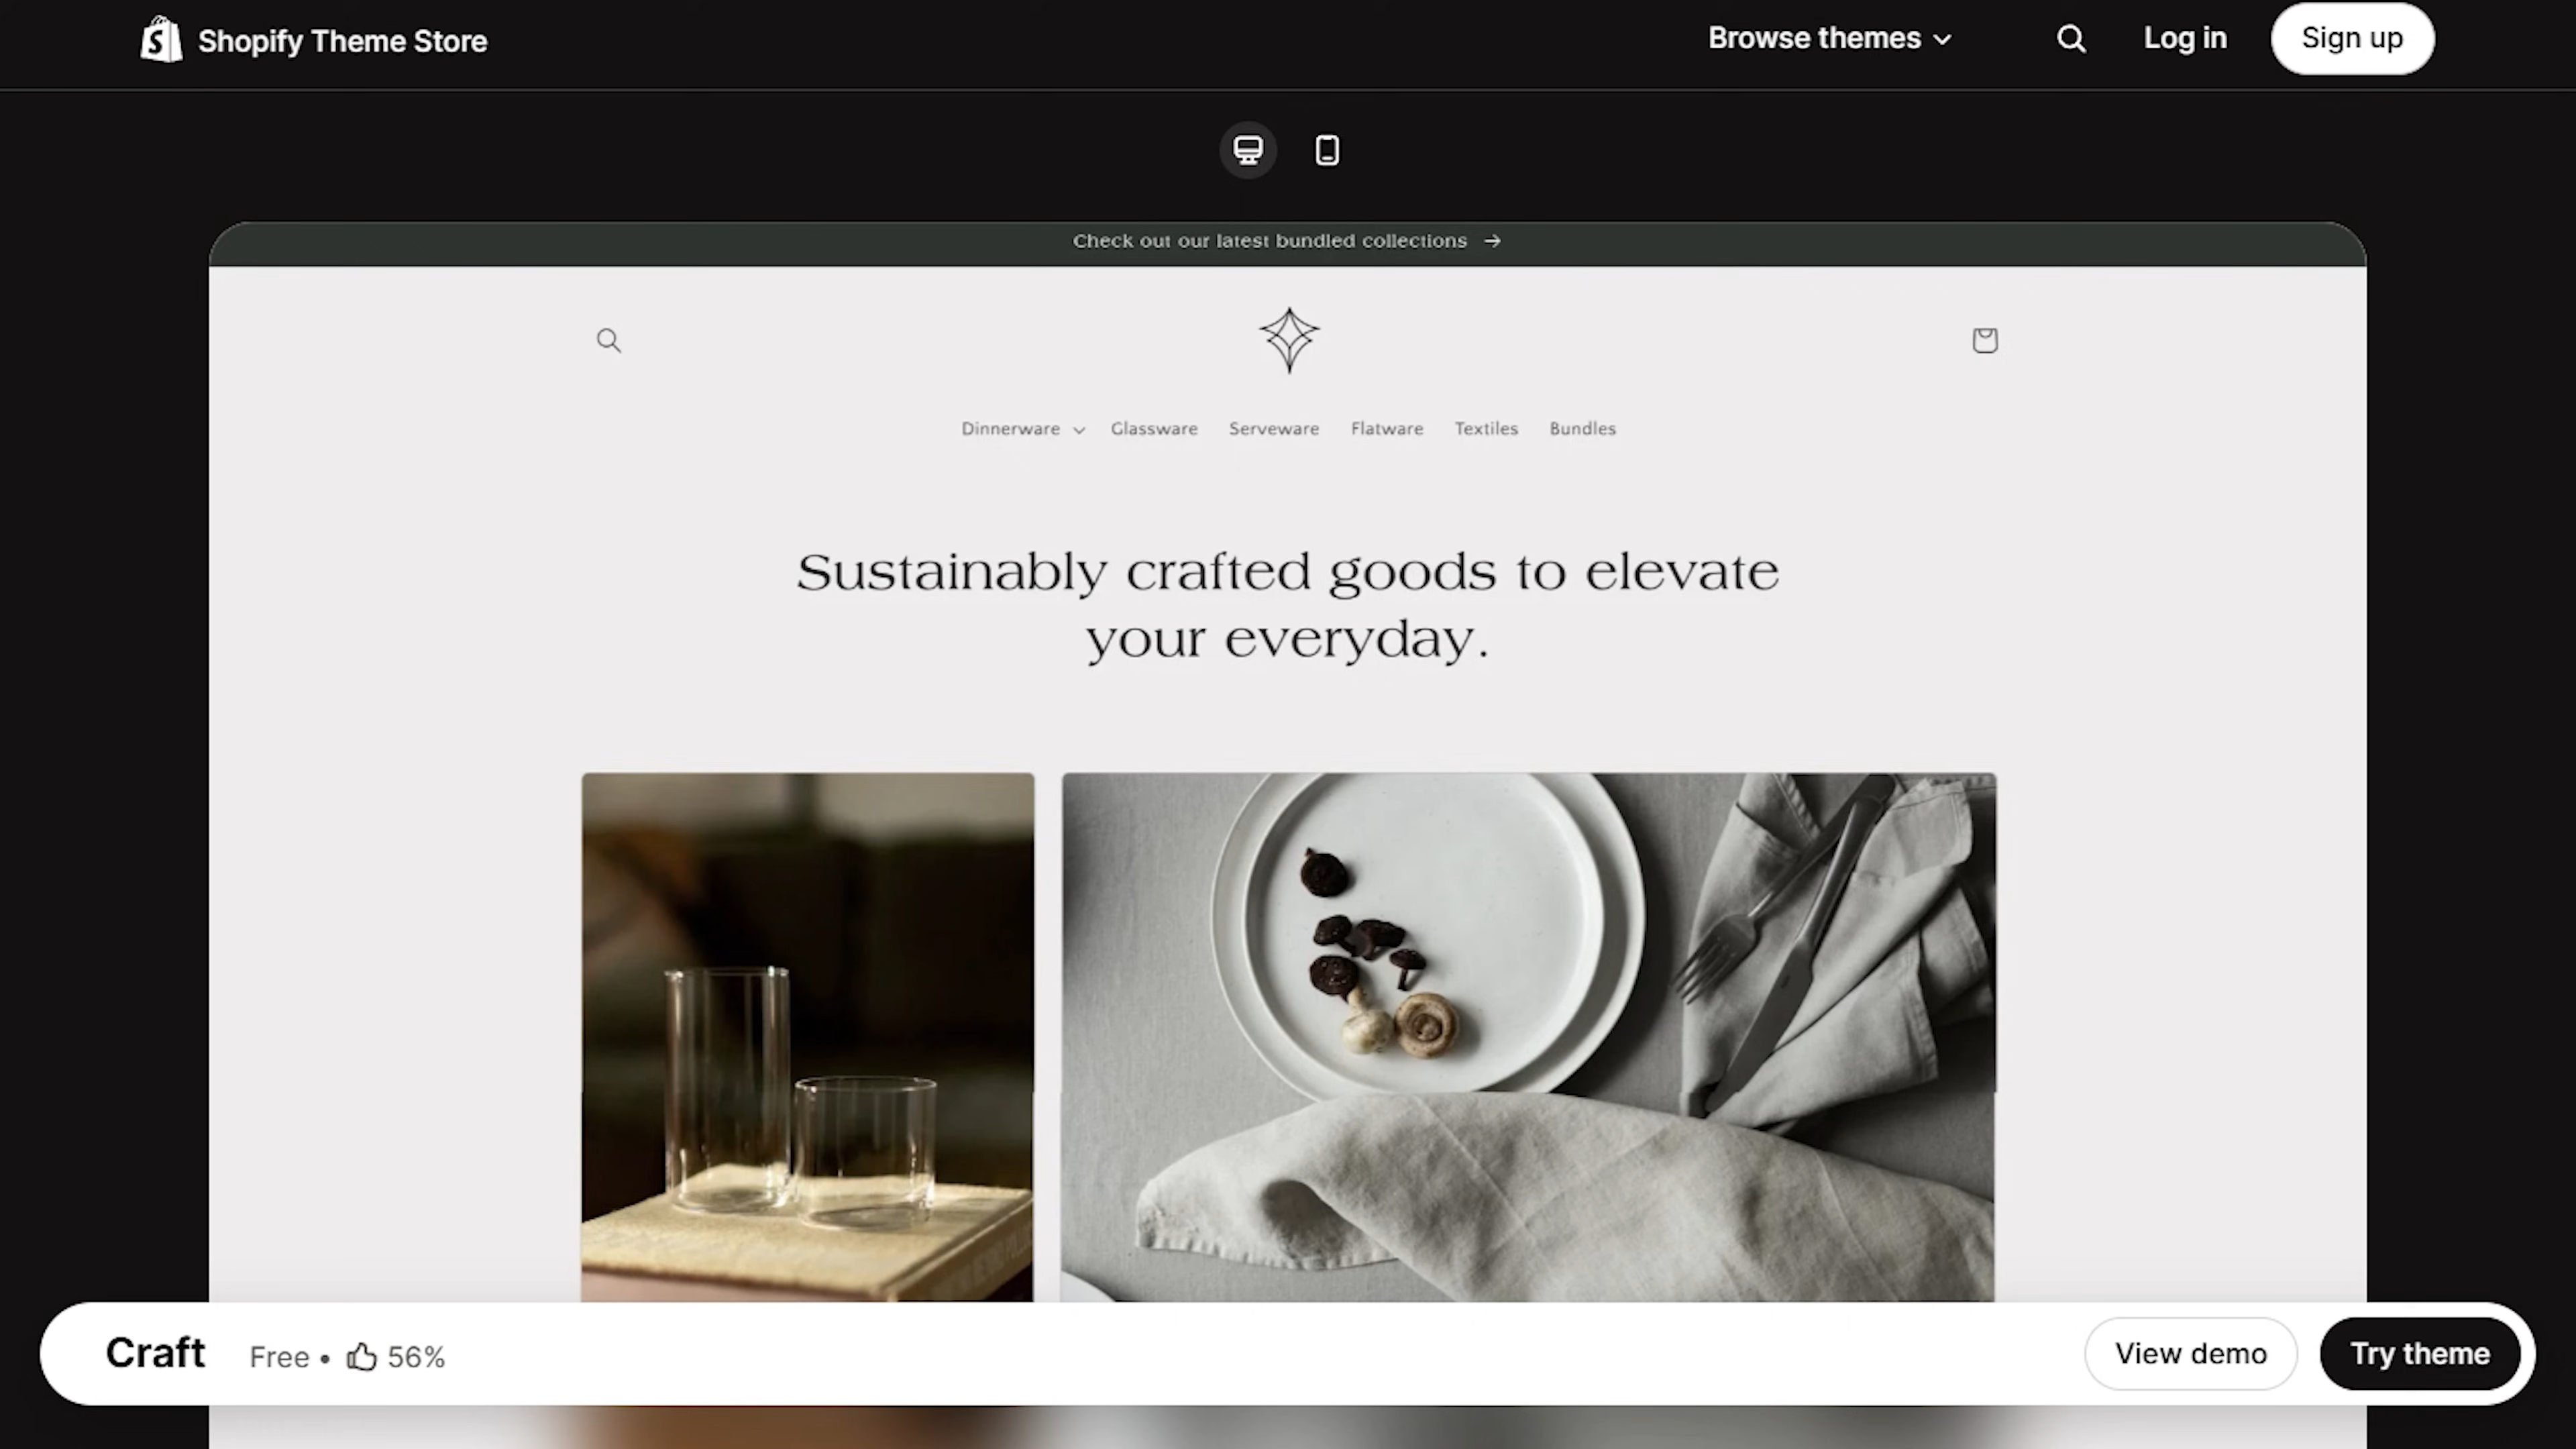 Shopify Theme Store
Browse themes
Log in
Sign up
Check out our latest bundled collections →
Dinnerware
Glassware
Serveware
Flatware
Textiles
Bundles
Sustainably crafted goods to elevate
your everyday.
Craft
Free • 56%
View demo
Try theme